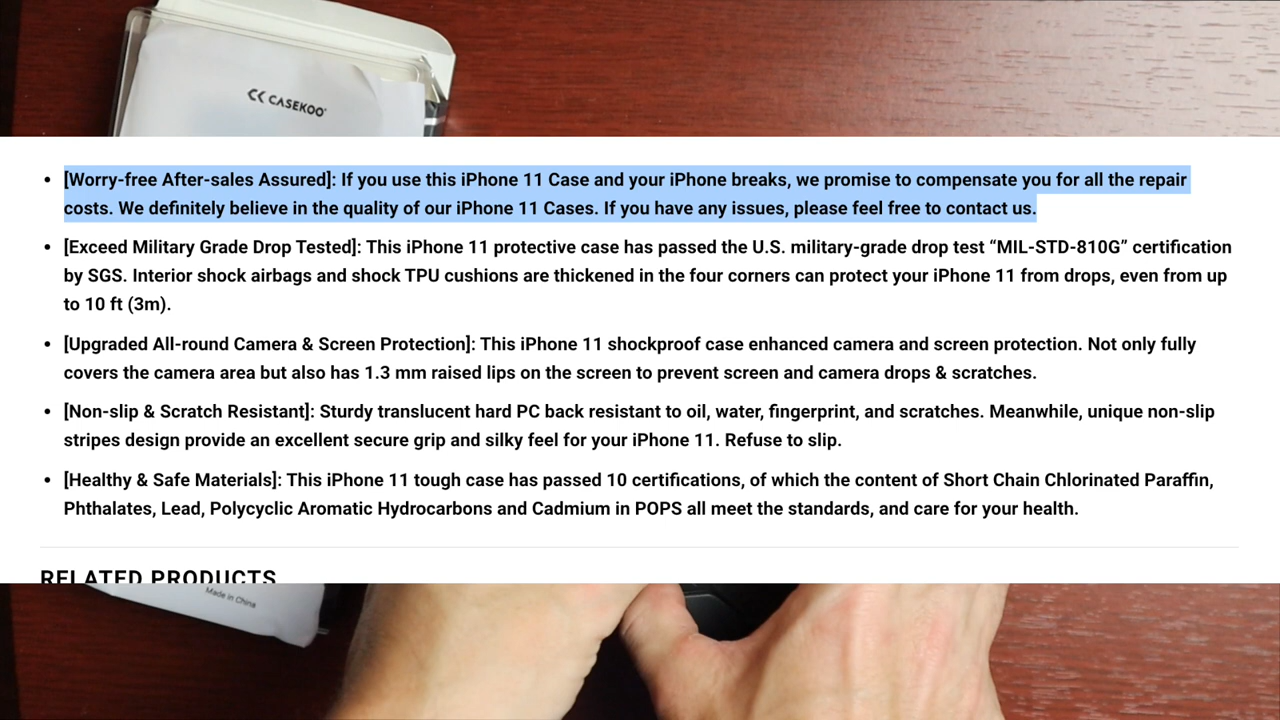 CASEKOO
• [Worry-free After-sales Assured]: If you use this iPhone 11 Case and your iPhone breaks, we promise to compensate you for all the repair
costs. We definitely believe in the quality of our iPhone 11 Cases. If you have any issues, please feel free to contact us.
• [Exceed Military Grade Drop Tested]: This iPhone 11 protective case has passed the U.S. military-grade drop test “MIL-STD-810G” certification
by SGS. Interior shock airbags and shock TPU cushions are thickened in the four corners can protect your iPhone 11 from drops, even from up
to 10 ft (3m).
• [Upgraded All-round Camera & Screen Protection]: This iPhone 11 shockproof case enhanced camera and screen protection. Not only fully
covers the camera area but also has 1.3 mm raised lips on the screen to prevent screen and camera drops & scratches.
• [Non-slip & Scratch Resistant]: Sturdy translucent hard PC back resistant to oil, water, fingerprint, and scratches. Meanwhile, unique non-slip
stripes design provide an excellent secure grip and silky feel for your iPhone 11. Refuse to slip.
• [Healthy & Safe Materials]: This iPhone 11 tough case has passed 10 certifications, of which the content of Short Chain Chlorinated Paraffin,
Phthalates, Lead, Polycyclic Aromatic Hydrocarbons and Cadmium in POPS all meet the standards, and care for your health.
RELATED PRODUCTS
Made in China